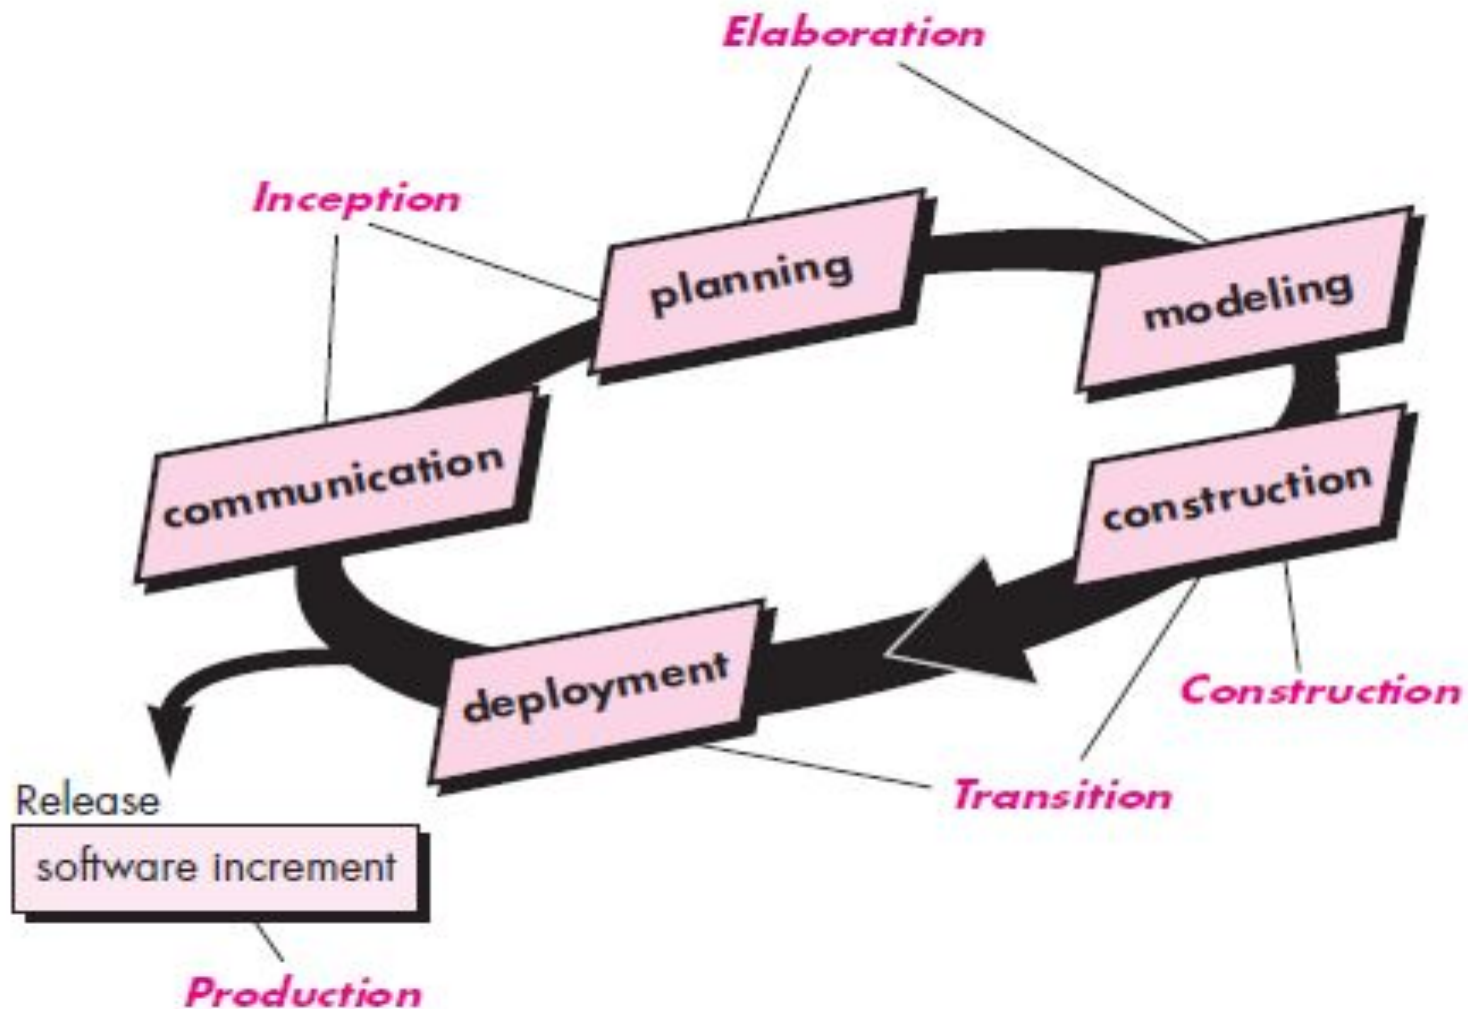 Elaboration
Inception
planning
modeling
communication
construction
deployment
Construction
Transition
Release
software increment
Production